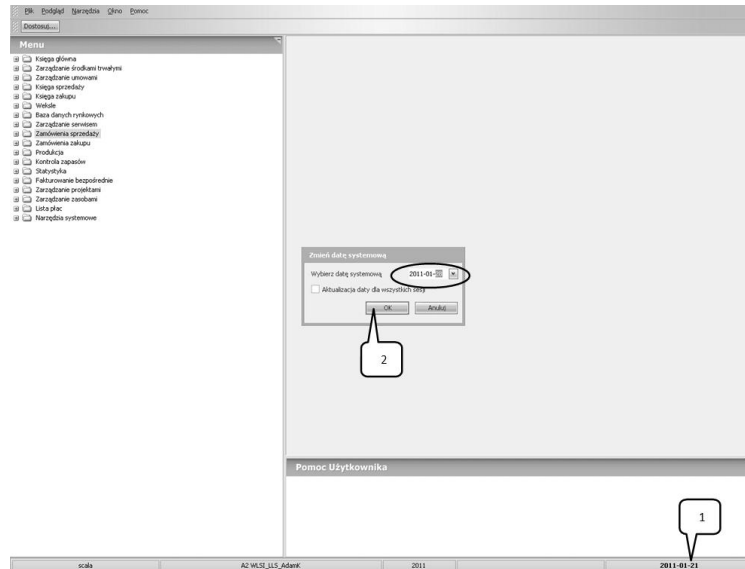 Plik Podgląd Narzędzia Okno Pomoc
Dostosuj...
Menu
Księga główna
Zarządzanie środkami trwałymi
Zarządzanie umowami
Księga sprzedaży
Księga zakupu
Weksle
Baza danych rynkowych
Zarządzanie serwisem
Zamówienia sprzedaży
Zamówienia zakupu
Produkcja
Kontrola zapasów
Statystyka
Fakturowanie bezpośrednie
Zarządzanie projektami
Zarządzanie zasobami
Lista płac
Narzędzia systemowe
Zmień datę systemową
Wybierz datę systemową 2011-01-
Aktualizacja daty dla wszystkich sesji
OK Anuluj
2
Pomoc Użytkownika
1
scala A2 WLSI_LLS_AdamK 2011 2011-01-21